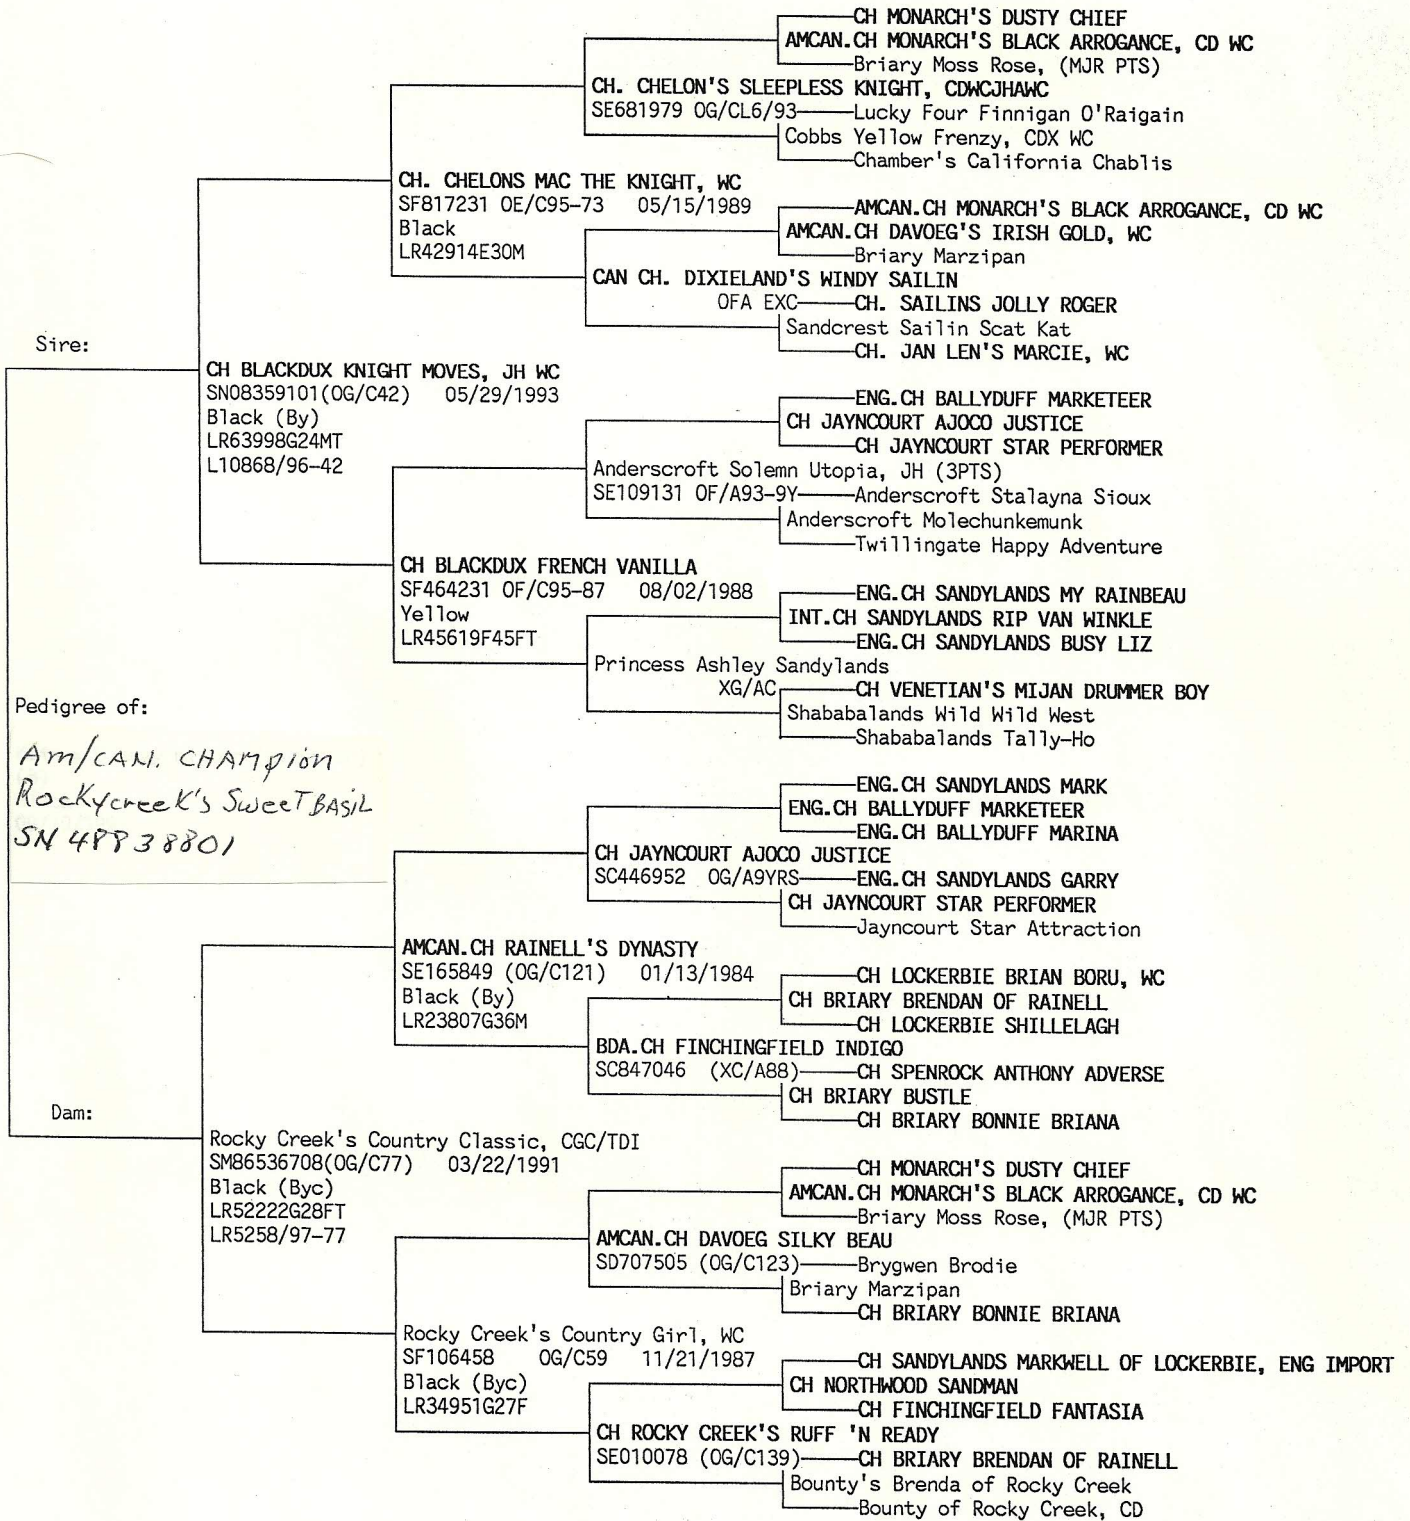 CH MONARCH'S DUSTY CHIEF
AMCAN.CH MONARCH'S BLACK ARROGANCE, CD WC
Briary Moss Rose, (MJR PTS)
CH. CHELON'S SLEEPLESS KNIGHT, CDWCJHAWC
SE681979 OG/CL6/93 Lucky Four Finnigan O'Raigain
Cobbs Yellow Frenzy, CDX WC
Chamber's California Chablis
CH. CHELONS MAC THE KNIGHT, WC
SF817231 OE/C95-73 05/15/1989
Black
LR42914E30M
AMCAN.CH MONARCH'S BLACK ARROGANCE, CD WC
AMCAN.CH DAVOEG'S IRISH GOLD, WC
Briary Marzipan
CAN CH. DIXIELAND'S WINDY SAILIN
OFA EXC CH. SAILINS JOLLY ROGER
Sandcrest Sailin Scat Kat
CH. JAN LEN'S MARCIE, WC
Sire:
CH BLACKDUX KNIGHT MOVES, JH WC
SN08359101(OG/C42) 05/29/1993
Black (By)
LR63998G24MT
L10868/96-42
ENG.CH BALLYDUFF MARKETEER
CH JAYNCOURT AJOCO JUSTICE
CH JAYNCOURT STAR PERFORMER
Anderscroft Solemn Utopia, JH (3PTS)
SE109131 OF/A93-9Y Anderscroft Stalayna Sioux
Anderscroft Molechunkemunk
Twillingate Happy Adventure
CH BLACKDUX FRENCH VANILLA
SF464231 OF/C95-87 08/02/1988
Yellow
LR45619F45FT
ENG.CH SANDYLANDS MY RAINBEAU
INT.CH SANDYLANDS RIP VAN WINKLE
ENG.CH SANDYLANDS BUSY LIZ
Princess Ashley Sandylands
XG/AC CH VENETIAN'S MIJAN DRUMMER BOY
Shababalands Wild Wild West
Shababalands Tally-Ho
Pedigree of:
Am/CAN. CHAMpion
RocKycreeK's SweeT BASiL
SN 48838801
ENG.CH SANDYLANDS MARK
ENG.CH BALLYDUFF MARKETEER
ENG.CH BALLYDUFF MARINA
CH JAYNCOURT AJOCO JUSTICE
SC446952 OG/A9YRS ENG.CH SANDYLANDS GARRY
CH JAYNCOURT STAR PERFORMER
Jayncourt Star Attraction
AMCAN.CH RAINELL'S DYNASTY
SE165849 (OG/C121) 01/13/1984
Black (By)
LR23807G36M
CH LOCKERBIE BRIAN BORU, WC
CH BRIARY BRENDAN OF RAINELL
CH LOCKERBIE SHILLELAGH
BDA.CH FINCHINGFIELD INDIGO
SC847046 (XC/A88) CH SPENROCK ANTHONY ADVERSE
CH BRIARY BUSTLE
CH BRIARY BONNIE BRIANA
Dam:
Rocky Creek's Country Classic, CGC/TDI
SM86536708(OG/C77) 03/22/1991
Black (Byc)
LR52222G28FT
LR5258/97-77
CH MONARCH'S DUSTY CHIEF
AMCAN.CH MONARCH'S BLACK ARROGANCE, CD WC
Briary Moss Rose, (MJR PTS)
AMCAN.CH DAVOEG SILKY BEAU
SD707505 (OG/C123) Brygwen Brodie
Briary Marzipan
CH BRIARY BONNIE BRIANA
Rocky Creek's Country Girl, WC
SF106458 OG/C59 11/21/1987
Black (Byc)
LR34951G27F
CH SANDYLANDS MARKWELL OF LOCKERBIE, ENG IMPORT
CH NORTHWOOD SANDMAN
CH FINCHINGFIELD FANTASIA
CH ROCKY CREEK'S RUFF 'N READY
SE010078 (OG/C139) CH BRIARY BRENDAN OF RAINELL
Bounty's Brenda of Rocky Creek
Bounty of Rocky Creek, CD